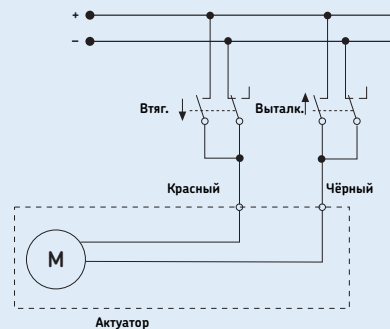 +
−
Втяг.
Выталк.
Красный
Чёрный
M
Актуатор